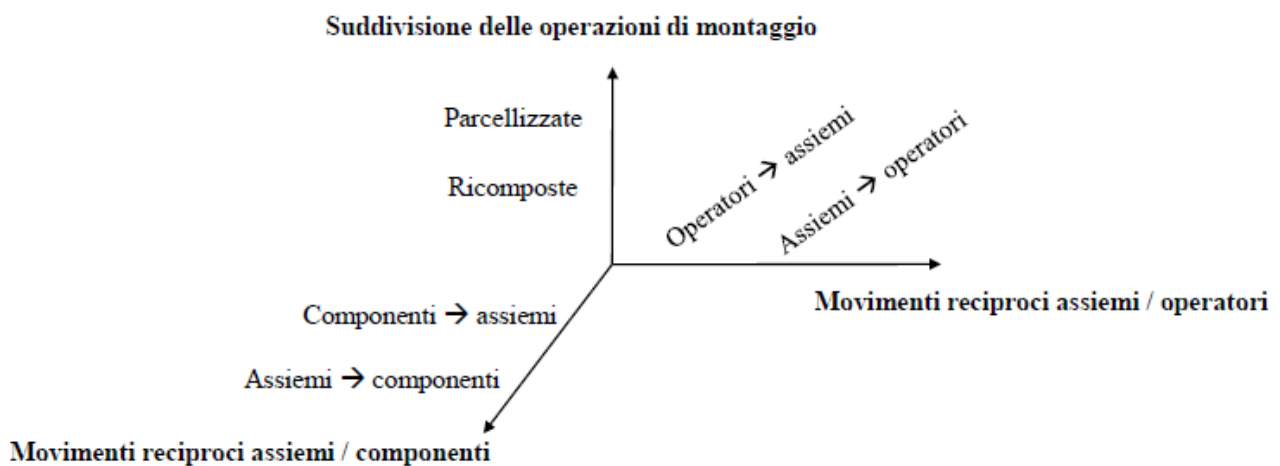 Suddivisione delle operazioni di montaggio
Parcellizzate
Ricomposte
Operatori → assiemi
Assiemi → operatori
Movimenti reciproci assiemi / operatori
Componenti → assiemi
Assiemi → componenti
Movimenti reciproci assiemi / componenti